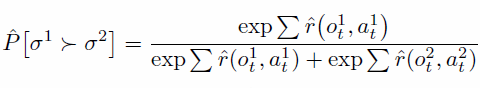 P̂[σ¹ ≻ σ²] = exp ∑ r̂(o¹ₜ, a¹ₜ) / (exp ∑ r̂(o¹ₜ, a¹ₜ) + exp ∑ r̂(o²ₜ, a²ₜ))